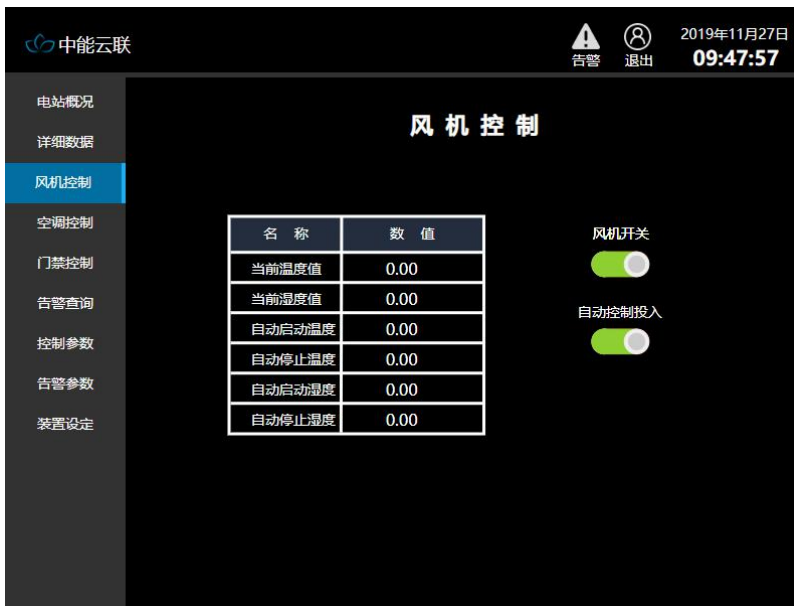 中能云联
告警
退出
2019年11月27日
09:47:57
电站概况
详细数据
风机控制
空调控制
门禁控制
告警查询
控制参数
告警参数
装置设定
风机控制
名 称 数 值
当前温度值 0.00
当前湿度值 0.00
自动启动温度 0.00
自动停止温度 0.00
自动启动湿度 0.00
自动停止湿度 0.00
风机开关
自动控制投入